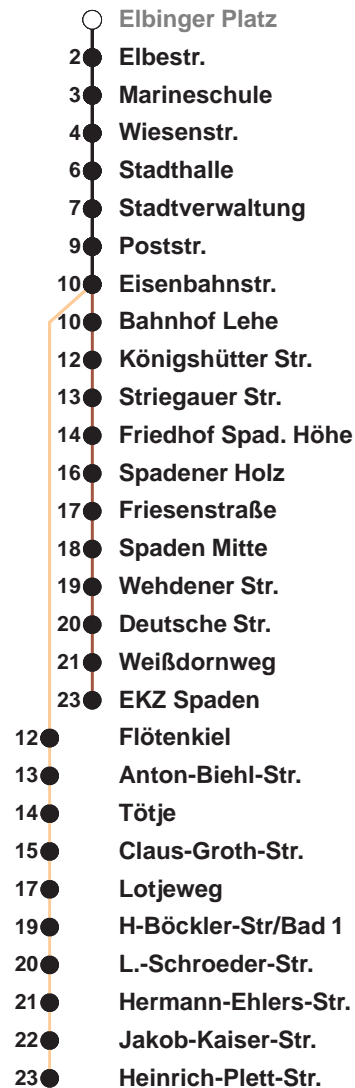 Elbinger Platz
2 Elbestr.
3 Marineschule
4 Wiesenstr.
6 Stadthalle
7 Stadtverwaltung
9 Poststr.
10 Eisenbahnstr.
10 Bahnhof Lehe
12 Königshütter Str.
13 Striegauer Str.
14 Friedhof Spad. Höhe
16 Spadener Holz
17 Friesenstraße
18 Spaden Mitte
19 Wehdener Str.
20 Deutsche Str.
21 Weißdornweg
23 EKZ Spaden
12 Flötenkiel
13 Anton-Biehl-Str.
14 Tötje
15 Claus-Groth-Str.
17 Lotjeweg
19 H-Böckler-Str/Bad 1
20 L.-Schroeder-Str.
21 Hermann-Ehlers-Str.
22 Jakob-Kaiser-Str.
23 Heinrich-Plett-Str.